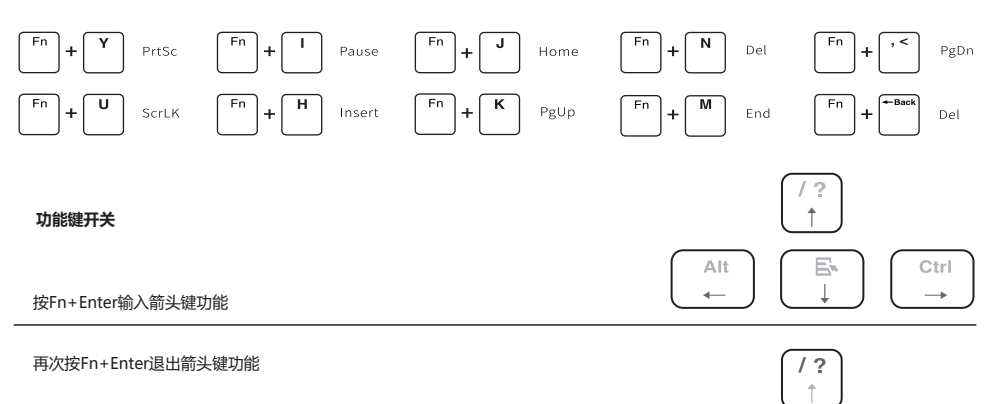 Fn + Y PrtSc Fn + I Pause Fn + J Home Fn + N Del Fn + , < PgDn
Fn + U ScrLK Fn + H Insert Fn + K PgUp Fn + M End Fn + ←Back Del
/ ?
↑
功能键开关
Alt Ctrl
← ↓ →
按Fn+Enter输入箭头键功能
再次按Fn+Enter退出箭头键功能
/ ?
↑